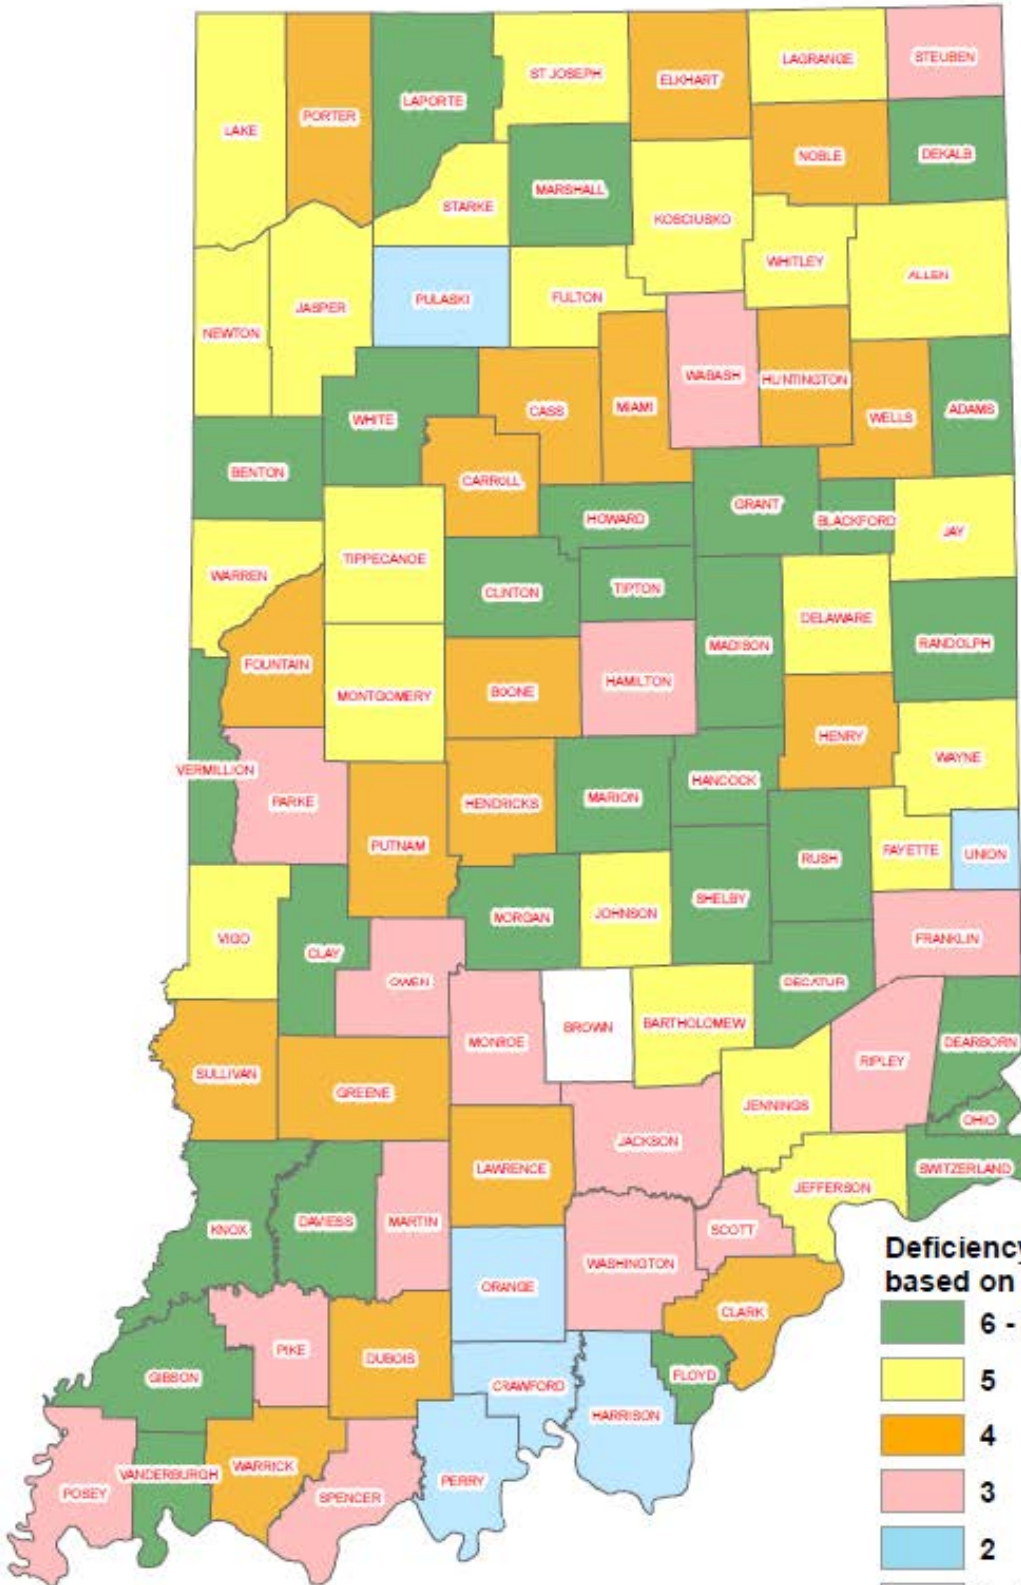 LAKE
PORTER
LAPORTE
ST JOSEPH
ELKHART
LAGRANGE
STEUBEN
NOBLE
DEKALB
MARSHALL
STARKE
KOSCIUSKO
WHITLEY
ALLEN
PULASKI
FULTON
JASPER
NEWTON
WABASH
HUNTINGTON
MIAMI
CASS
WELLS
ADAMS
WHITE
BENTON
CARROLL
GRANT
HOWARD
BLACKFORD
JAY
TIPPECANOE
WARREN
CLINTON
TIPTON
DELAWARE
MADISON
RANDOLPH
FOUNTAIN
HAMILTON
BOONE
MONTGOMERY
HENRY
WAYNE
VERMILLION
HANCOCK
PARKE
HENDRICKS
MARION
PUTNAM
RUSH
FAYETTE
UNION
SHELBY
MORGAN
JOHNSON
VIGO
FRANKLIN
CLAY
OWEN
DECATUR
BROWN
BARTHOLOMEW
MONROE
DEARBORN
RIPLEY
SULLIVAN
GREENE
JENNINGS
OHIO
JACKSON
LAWRENCE
SWITZERLAND
JEFFERSON
KNOX
DAVIESS
MARTIN
SCOTT
WASHINGTON
ORANGE
CLARK
PIKE
DUBOIS
GIBSON
CRAWFORD
FLOYD
HARRISON
WARRICK
VANDERBURGH
PERRY
POSEY
SPENCER
Deficiency
based on
6 -
5
4
3
2